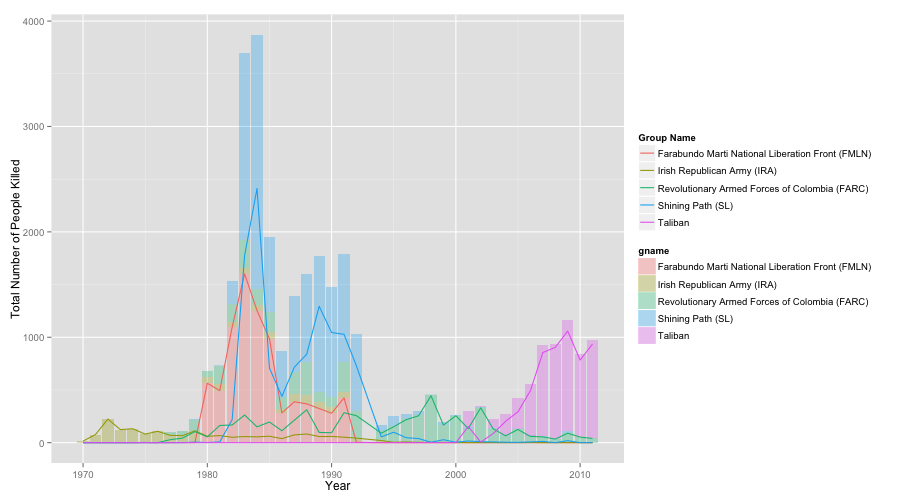 4000
3000
2000
1000
0
Total Number of People Killed
1970
1980
1990
2000
2010
Year
Group Name
Farabundo Marti National Liberation Front (FMLN)
Irish Republican Army (IRA)
Revolutionary Armed Forces of Colombia (FARC)
Shining Path (SL)
Taliban
gname
Farabundo Marti National Liberation Front (FMLN)
Irish Republican Army (IRA)
Revolutionary Armed Forces of Colombia (FARC)
Shining Path (SL)
Taliban